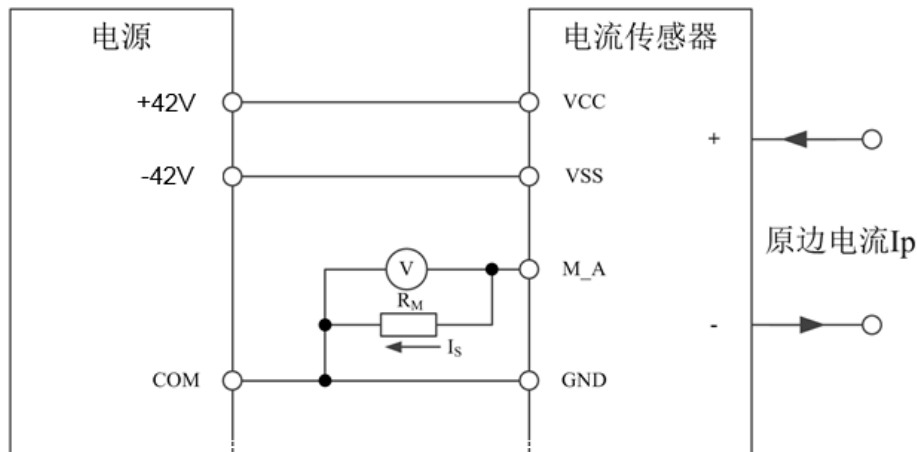 电源
电流传感器
+42V
VCC
+
-42V
VSS
原边电流Ip
V
M_A
RM
-
IS
COM
GND